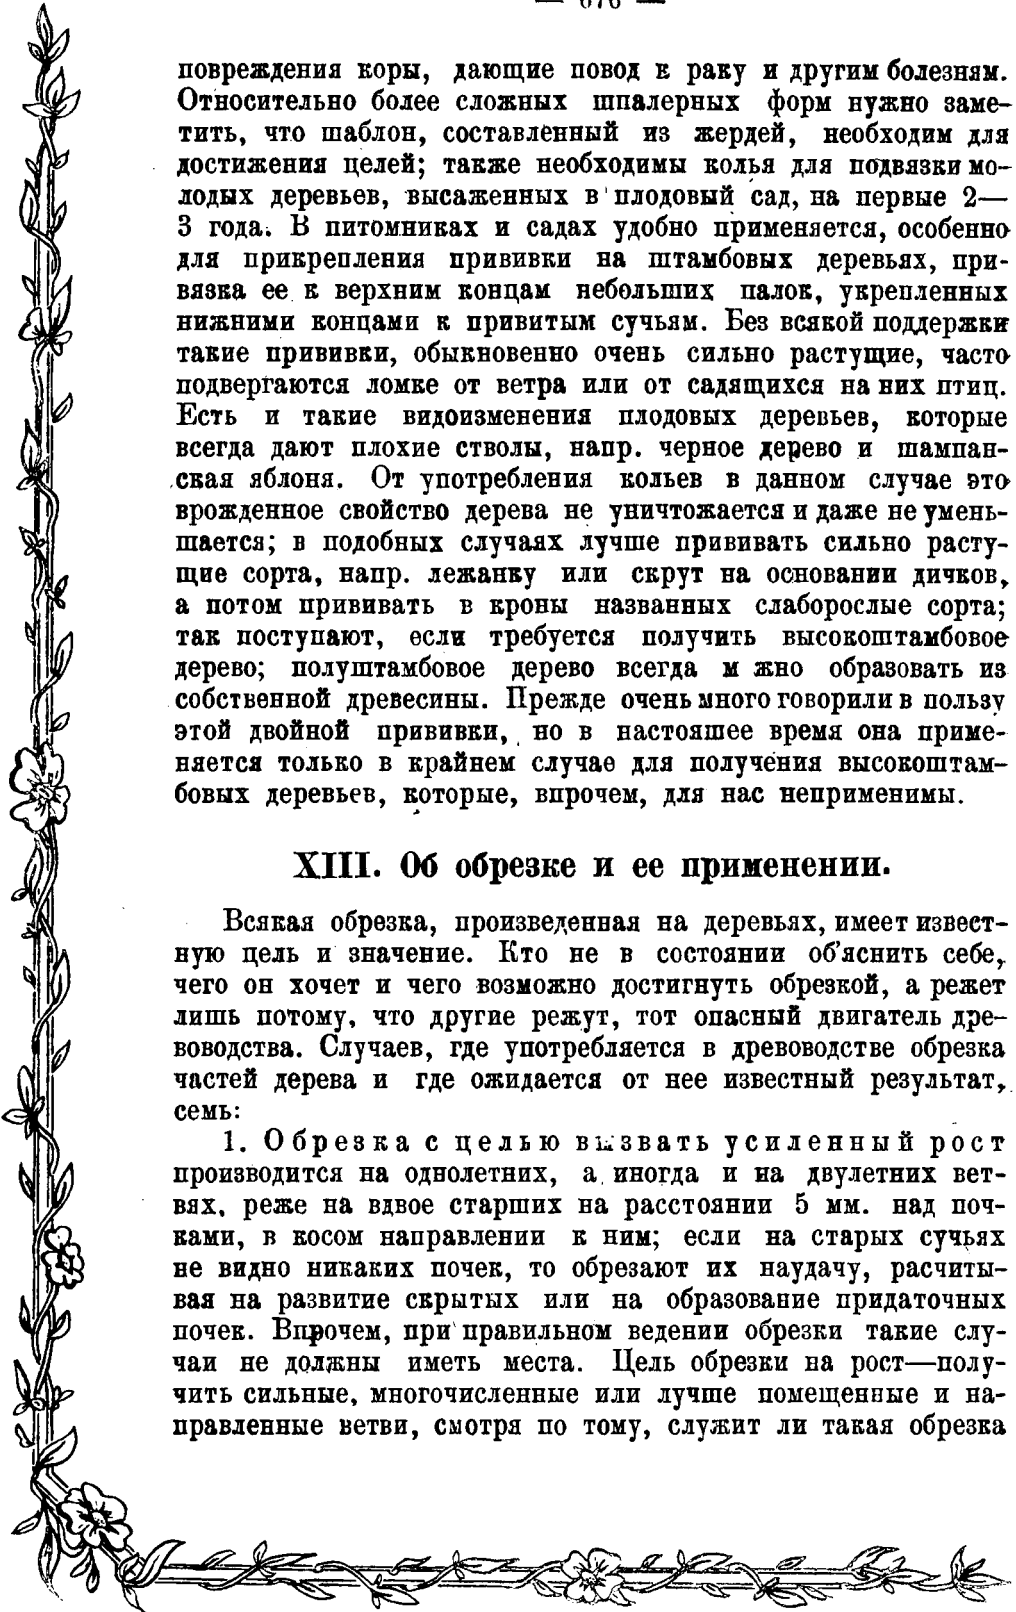 повреждения коры, дающие повод к раку и другим болезням.
Относительно более сложных шпалерных форм нужно заме-
тить, что шаблон, составленный из жердей, необходим для
достижения целей; также необходимы колья для подвязки мо-
лодых деревьев, высаженных в плодовый сад, на первые 2—
3 года. В питомниках и садах удобно применяется, особенно
для прикрепления прививки на штамбовых деревьях, при-
вязка ее к верхним концам небольших палок, укрепленных
нижними концами к привитым сучьям. Без всякой поддержки
такие прививки, обыкновенно очень сильно растущие, часто
подвергаются ломке от ветра или от садящихся на них птиц.
Есть и такие видоизменения плодовых деревьев, которые
всегда дают плохие стволы, напр. черное дерево и шампан-
ская яблоня. От употребления кольев в данном случае это
врожденное свойство дерева не уничтожается и даже не умень-
шается; в подобных случаях лучше прививать сильно расту-
щие сорта, напр. лежанку или скрут на основании дичков,
а потом прививать в кроны названных слаборослые сорта;
так поступают, если требуется получить высокоштамбовое
дерево; полуштамбовое дерево всегда м жно образовать из
собственной древесины. Прежде очень много говорили в пользу
этой двойной прививки, но в настоящее время она приме-
няется только в крайнем случае для получения высокоштам-
бовых деревьев, которые, впрочем, для нас неприменимы.
XIII. Об обрезке и ее применении.
Всякая обрезка, произведенная на деревьях, имеет извест-
ную цель и значение. Кто не в состоянии об'яснить себе,
чего он хочет и чего возможно достигнуть обрезкой, а режет
лишь потому, что другие режут, тот опасный двигатель дре-
воводства. Случаев, где употребляется в древоводстве обрезка
частей дерева и где ожидается от нее известный результат,
семь:
1. Обрезка с целью вызвать усиленный рост
производится на однолетних, а иногда и на двулетних вет-
вях, реже на вдвое старших на расстоянии 5 мм. над поч-
ками, в косом направлении к ним; если на старых сучьях
не видно никаких почек, то обрезают их наудачу, расчиты-
вая на развитие скрытых или на образование придаточных
почек. Впрочем, при правильном ведении обрезки такие слу-
чаи не должны иметь места. Цель обрезки на рост—полу-
чить сильные, многочисленные или лучше помещенные и на-
правленные ветви, смотря по тому, служит ли такая обрезка